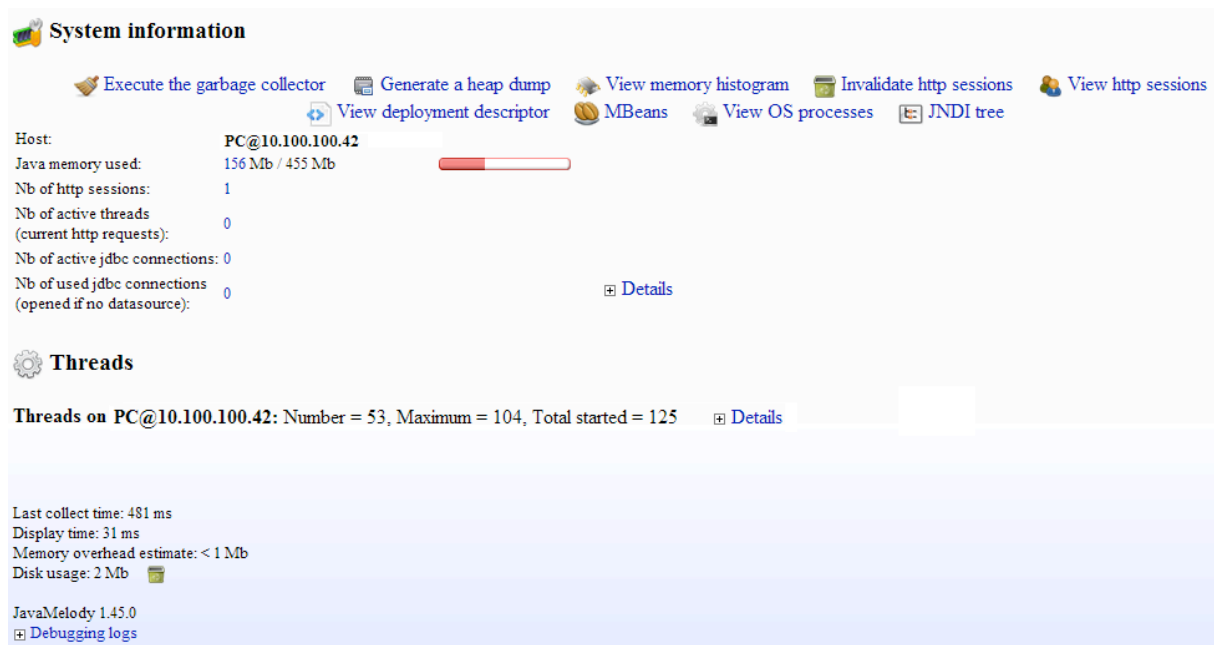 System information
Execute the garbage collector Generate a heap dump View memory histogram Invalidate http sessions View http sessions
View deployment descriptor MBeans View OS processes JNDI tree
Host: PC@10.100.100.42
Java memory used: 156 Mb / 455 Mb
Nb of http sessions: 1
Nb of active threads
(current http requests): 0
Nb of active jdbc connections: 0
Nb of used jdbc connections
(opened if no datasource): 0 Details
Threads
Threads on PC@10.100.100.42: Number = 53, Maximum = 104, Total started = 125 Details
Last collect time: 481 ms
Display time: 31 ms
Memory overhead estimate: < 1 Mb
Disk usage: 2 Mb
JavaMelody 1.45.0
Debugging logs